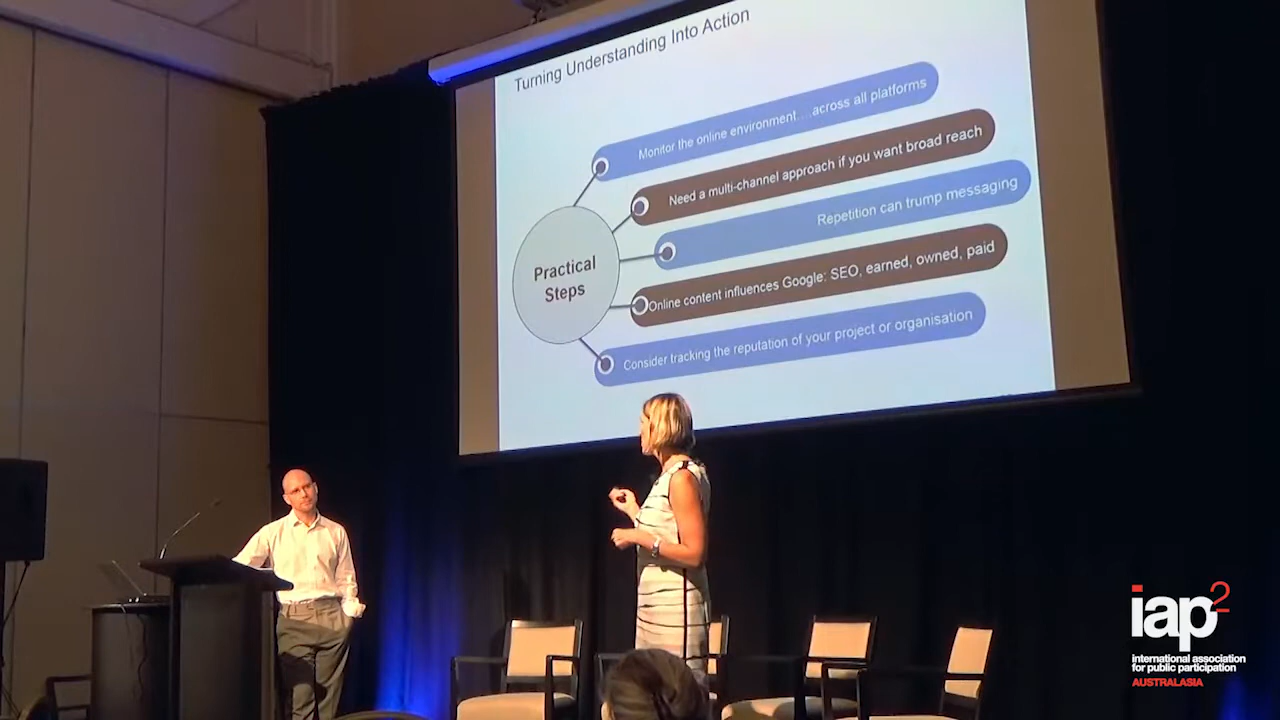 Turning Understanding Into Action
Monitor the online environment....across all platforms
Need a multi-channel approach if you want broad reach
Repetition can trump messaging
Practical
Steps
Online content influences Google: SEO, earned, owned, paid
Consider tracking the reputation of your project or organisation
iap2
international association
for public participation
AUSTRALASIA